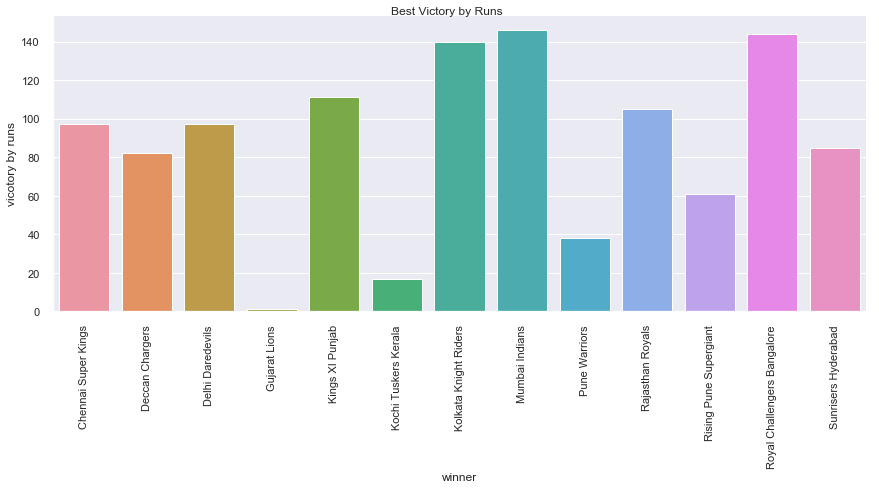 Best Victory by Runs
vicotory by runs
140
120
100
80
60
40
20
0
Chennai Super Kings
Deccan Chargers
Delhi Daredevils
Gujarat Lions
Kings XI Punjab
Kochi Tuskers Kerala
Kolkata Knight Riders
Mumbai Indians
Pune Warriors
Rajasthan Royals
Rising Pune Supergiant
Royal Challengers Bangalore
Sunrisers Hyderabad
winner